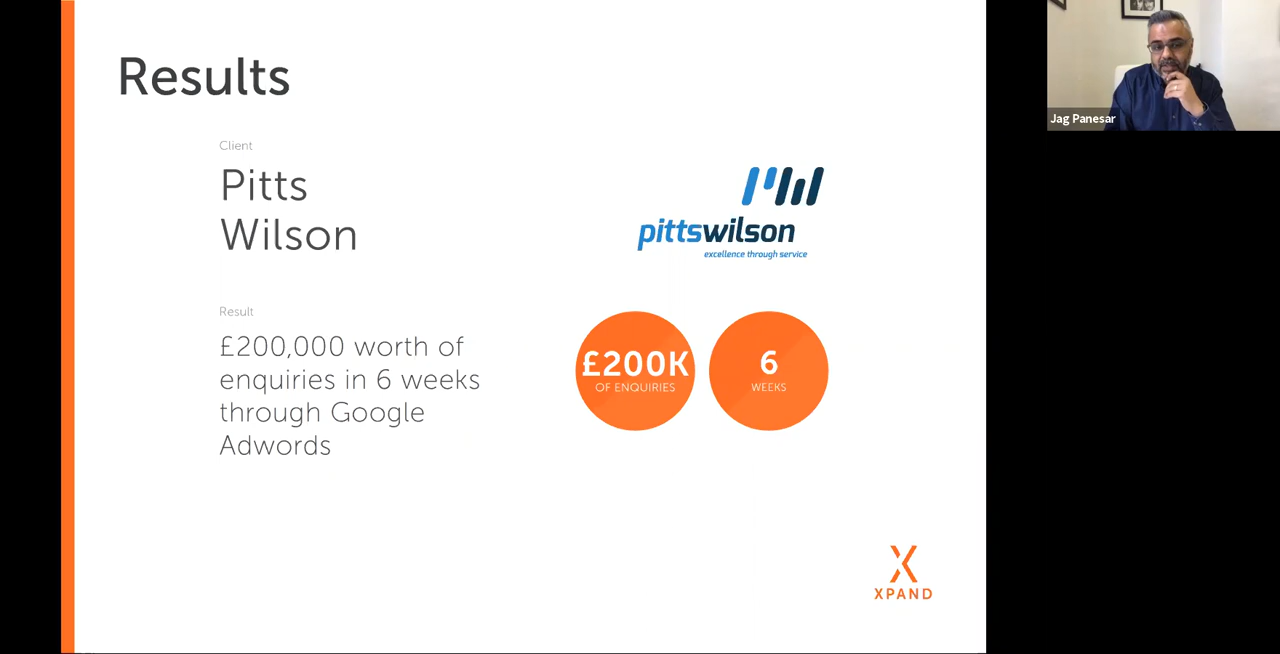 Results
Client
Pitts
Wilson
pittswilson
excellence through service
Result
£200,000 worth of
enquiries in 6 weeks
through Google
Adwords
£200K
OF ENQUIRIES
6
WEEKS
XPAND
Jag Panesar